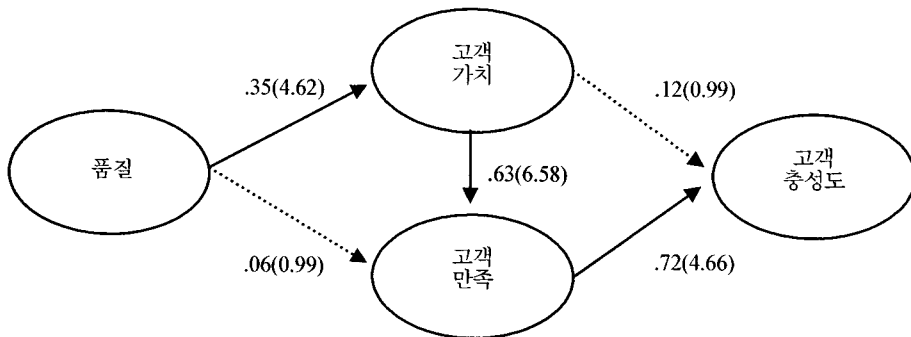 고객
가치
.35(4.62)
.12(0.99)
품질
.63(6.58)
고객
충성도
.06(0.99)
고객
만족
.72(4.66)